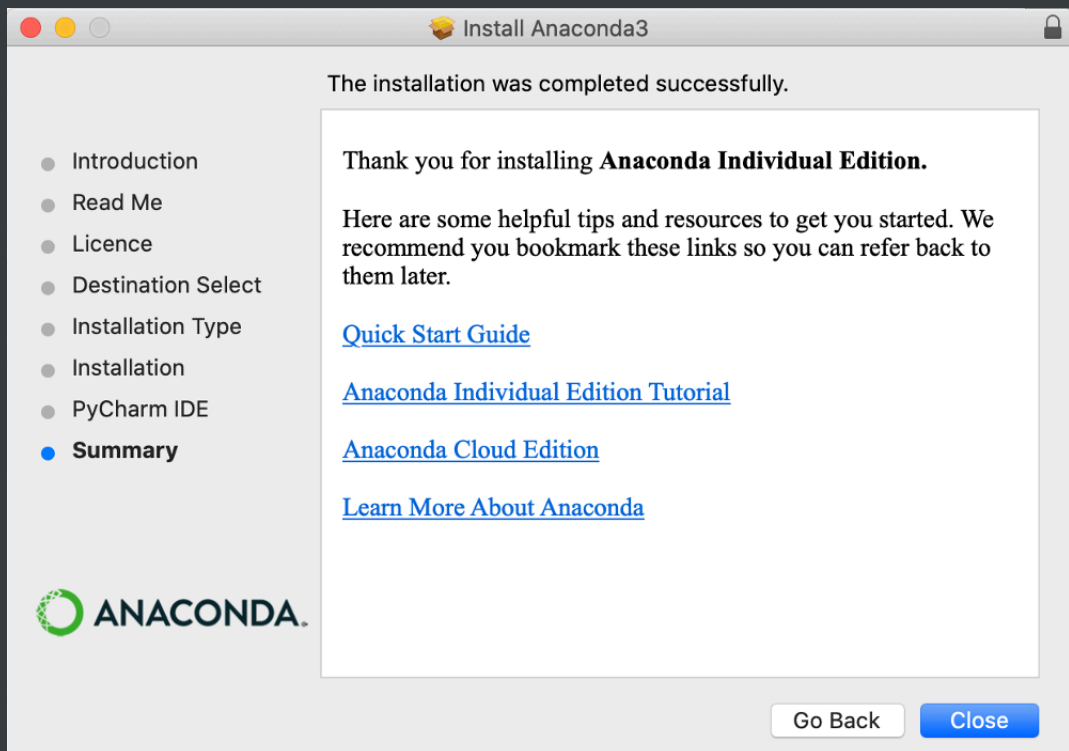 Install Anaconda3
The installation was completed successfully.
Introduction
Read Me
Licence
Destination Select
Installation Type
Installation
PyCharm IDE
Summary
Thank you for installing Anaconda Individual Edition.
Here are some helpful tips and resources to get you started. We
recommend you bookmark these links so you can refer back to
them later.
Quick Start Guide
Anaconda Individual Edition Tutorial
Anaconda Cloud Edition
Learn More About Anaconda
ANACONDA.
Go Back
Close